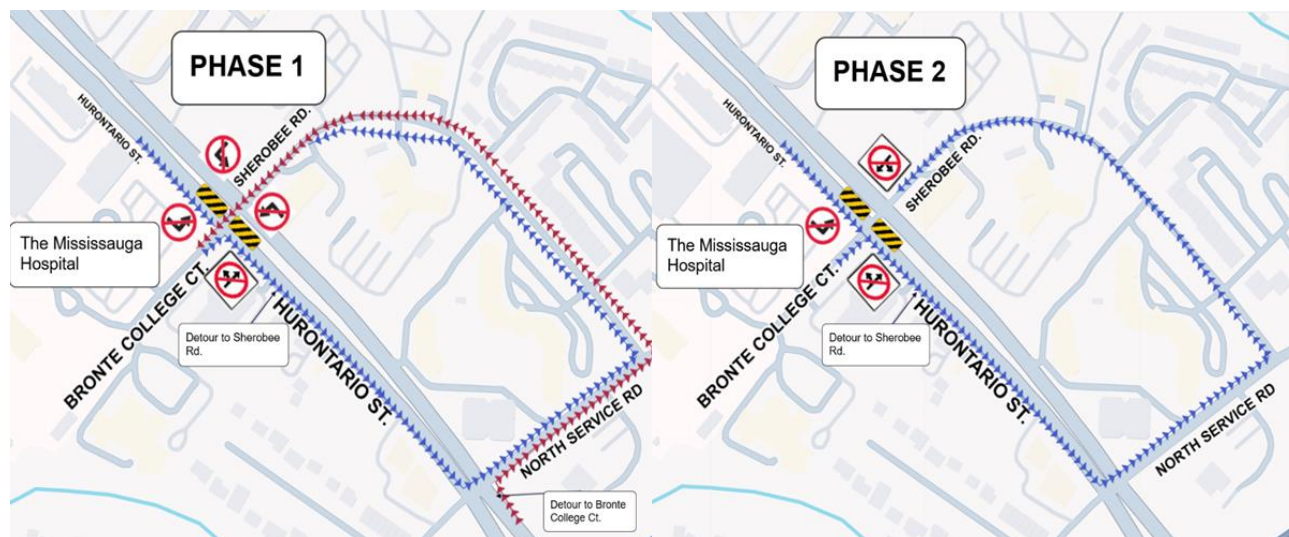 PHASE 1
HURONTARIO ST.
SHEROBEE RD.
The Mississauga
Hospital
BRONTE COLLEGE CT.
Detour to Sherobee
Rd.
HURONTARIO ST.
NORTH SERVICE RD
Detour to Bronte
College Ct.
PHASE 2
HURONTARIO ST.
SHEROBEE RD.
The Mississauga
Hospital
BRONTE COLLEGE CT.
Detour to Sherobee
Rd.
HURONTARIO ST.
NORTH SERVICE RD